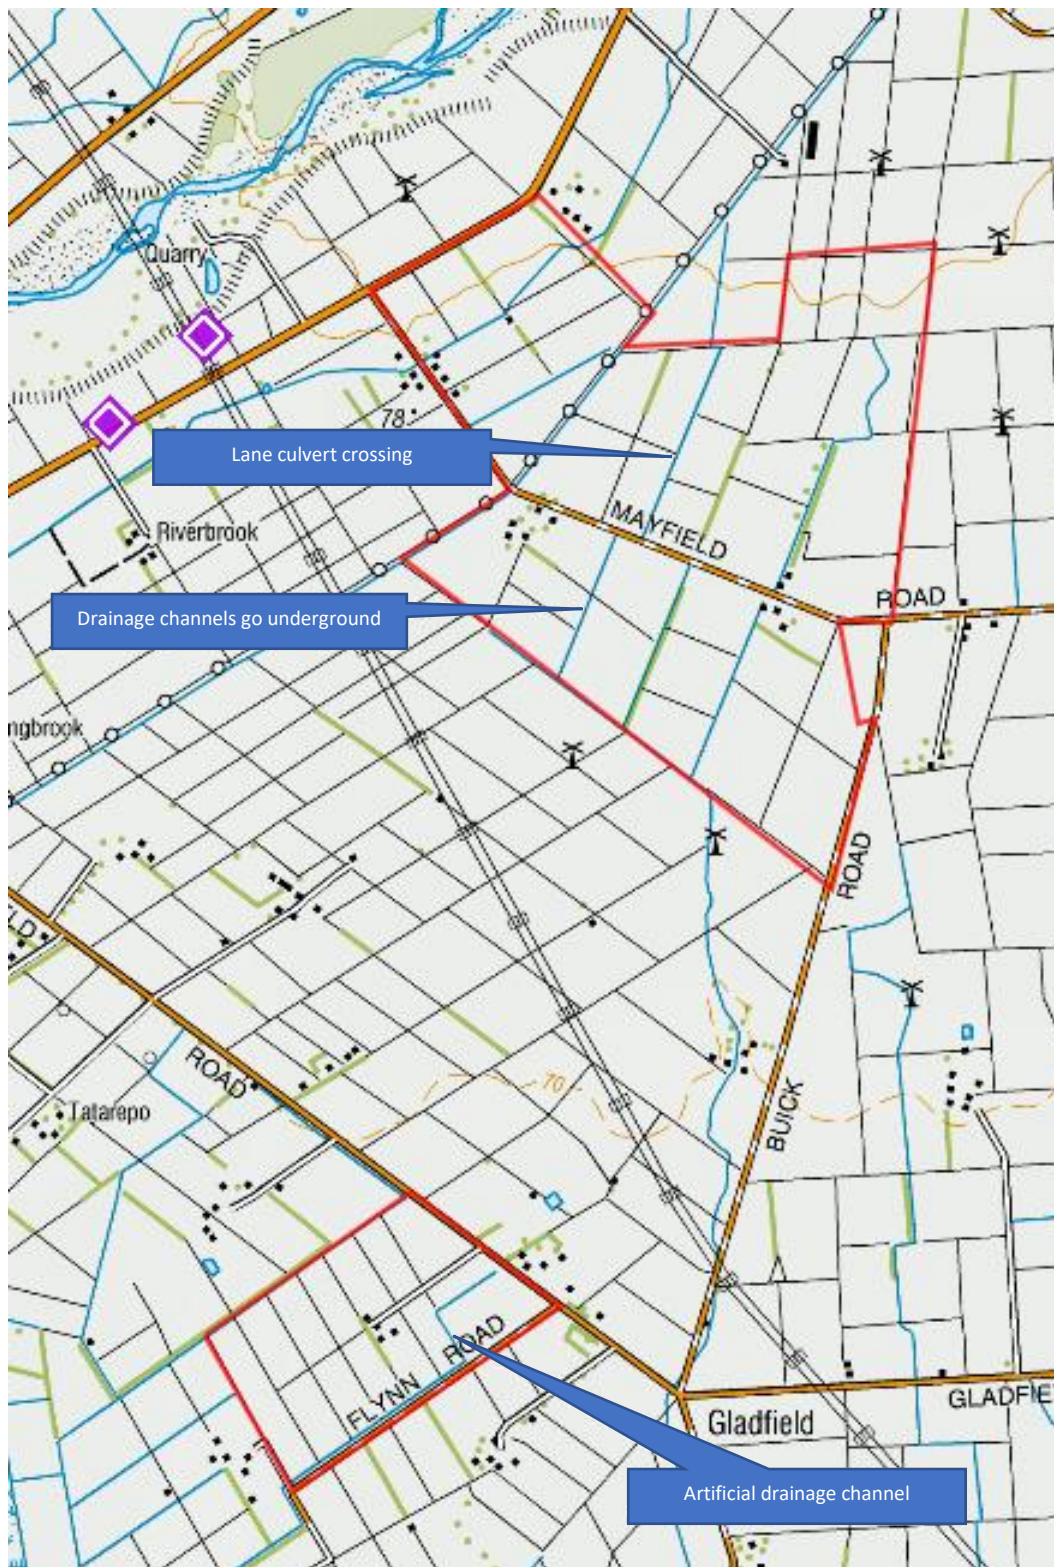 Quarry
78
Lane culvert crossing
MAYFIELD
Riverbrook
ROAD
Drainage channels go underground
ngbrook
ROAD
LD
ROAD
70
Tatarepo
BUICK
ROAD
FLYNN
GLADFIE
Gladfield
Artificial drainage channel